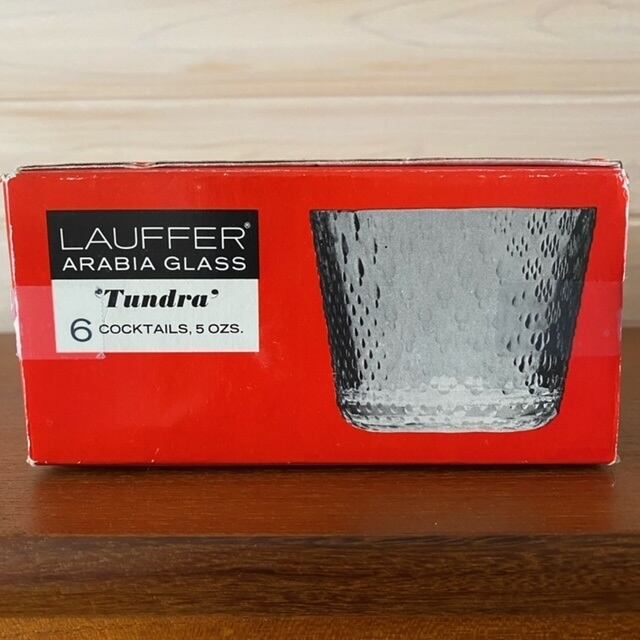 LAUFFER®
ARABIA GLASS
'Tundra'
6 COCKTAILS, 5 OZS.